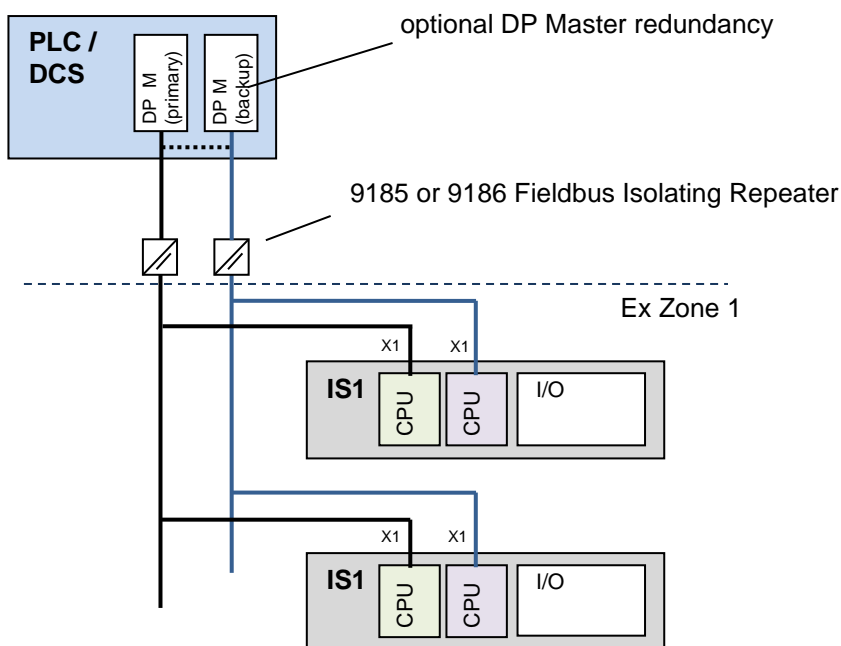 optional DP Master redundancy
PLC /
DCS
DP M
(primary)
DP M
(backup)
9185 or 9186 Fieldbus Isolating Repeater
Ex Zone 1
X1
X1
IS1
CPU
CPU
I/O
X1
X1
IS1
CPU
CPU
I/O